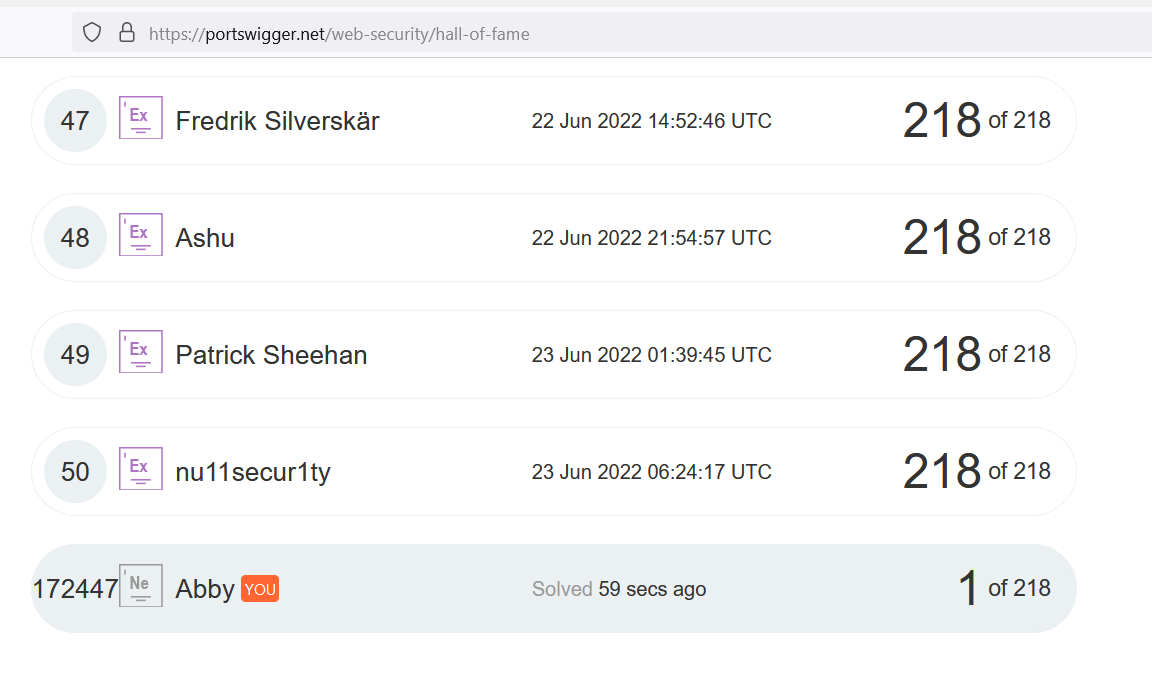 https://portswigger.net/web-security/hall-of-fame
47 Ex Fredrik Silverskär 22 Jun 2022 14:52:46 UTC 218 of 218
48 Ex Ashu 22 Jun 2022 21:54:57 UTC 218 of 218
49 Ex Patrick Sheehan 23 Jun 2022 01:39:45 UTC 218 of 218
50 Ex nu11secur1ty 23 Jun 2022 06:24:17 UTC 218 of 218
172447 Ne Abby YOU Solved 59 secs ago 1 of 218